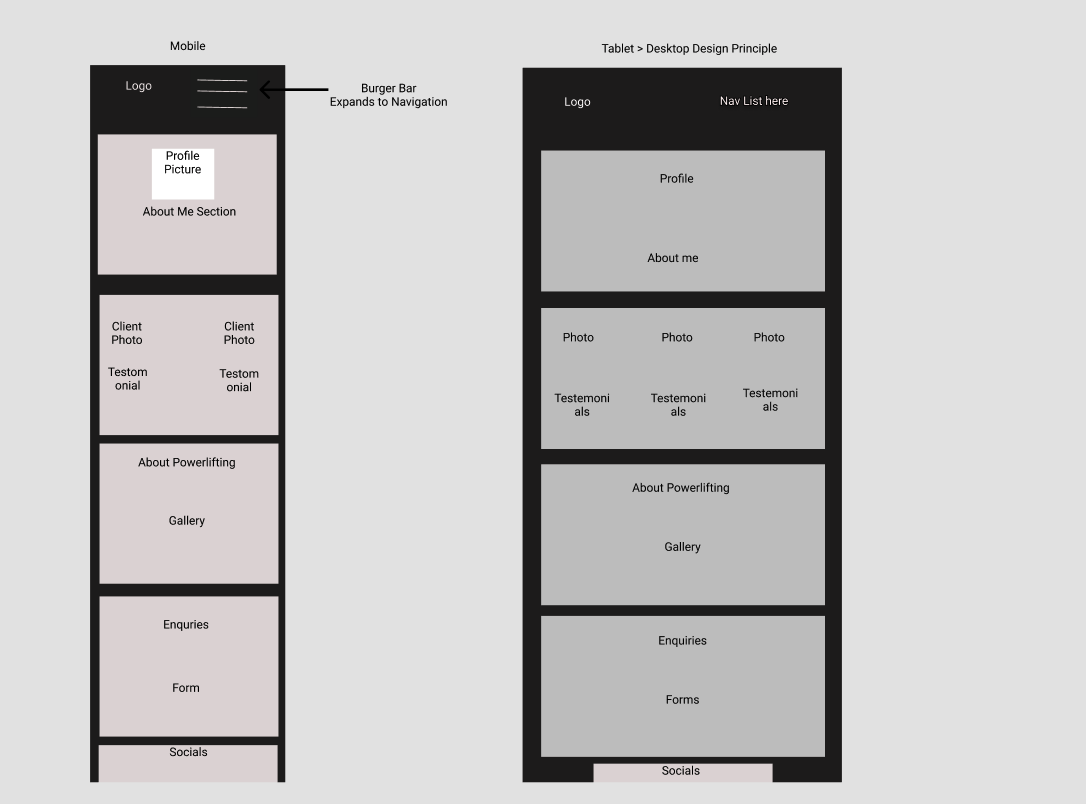 Mobile
Logo
Burger Bar
Expands to Navigation
Profile
Picture
About Me Section
Client
Photo
Client
Photo
Testom
onial
Testom
onial
About Powerlifting
Gallery
Enquries
Form
Socials
Tablet > Desktop Design Principle
Logo
Nav List here
Profile
About me
Photo
Photo
Photo
Testemoni
als
Testemoni
als
Testemoni
als
About Powerlifting
Gallery
Enquiries
Forms
Socials